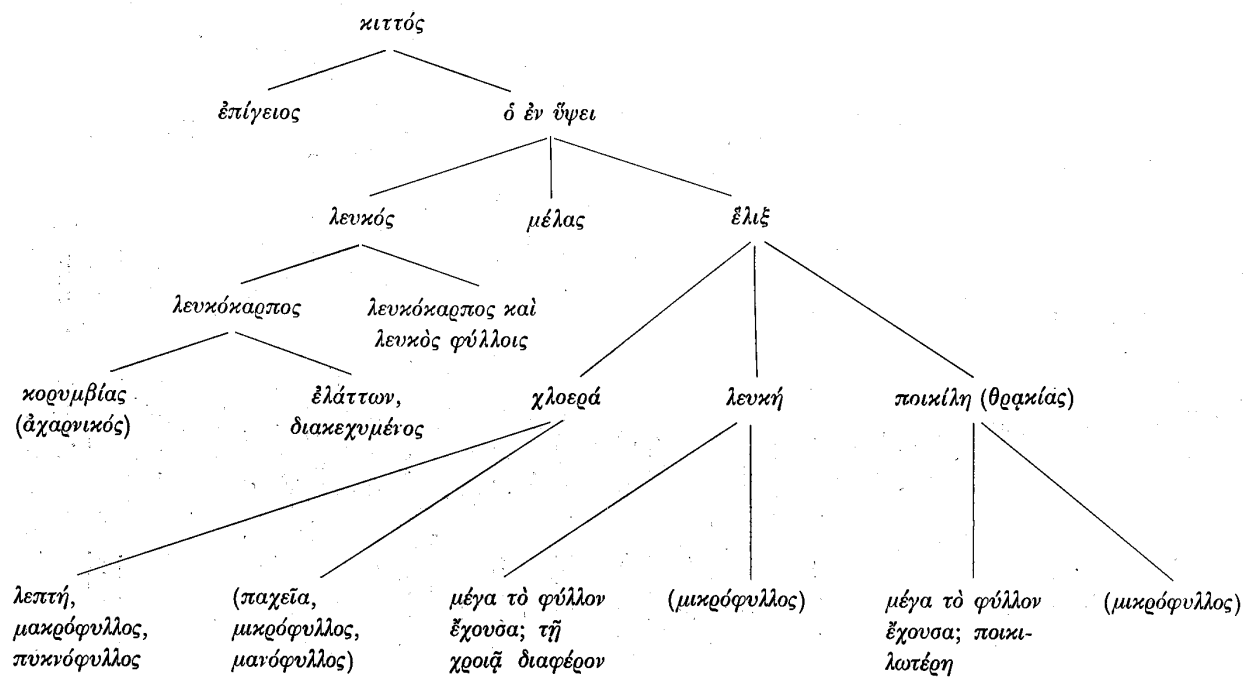 κιττός
ἐπίγειος
ὁ ἐν ὕψει
λευκός
μέλας
ἕλιξ
λευκόκαρπος
λευκόκαρπος καὶ
λευκὸς φύλλοις
κορυμβίας
(ἀχαρνικός)
ἐλάττων,
διακεχυμένος
χλοερά
λευκή
ποικίλη (θρᾳκίας)
λεπτή,
μακρόφυλλος,
πυκνόφυλλος
(παχεῖα,
μικρόφυλλος,
μανόφυλλος)
μέγα τὸ φύλλον
ἔχουσα; τῇ
χροιᾷ διαφέρον
(μικρόφυλλος)
μέγα τὸ φύλλον
ἔχουσα; ποικι-
λωτέρη
(μικρόφυλλος)